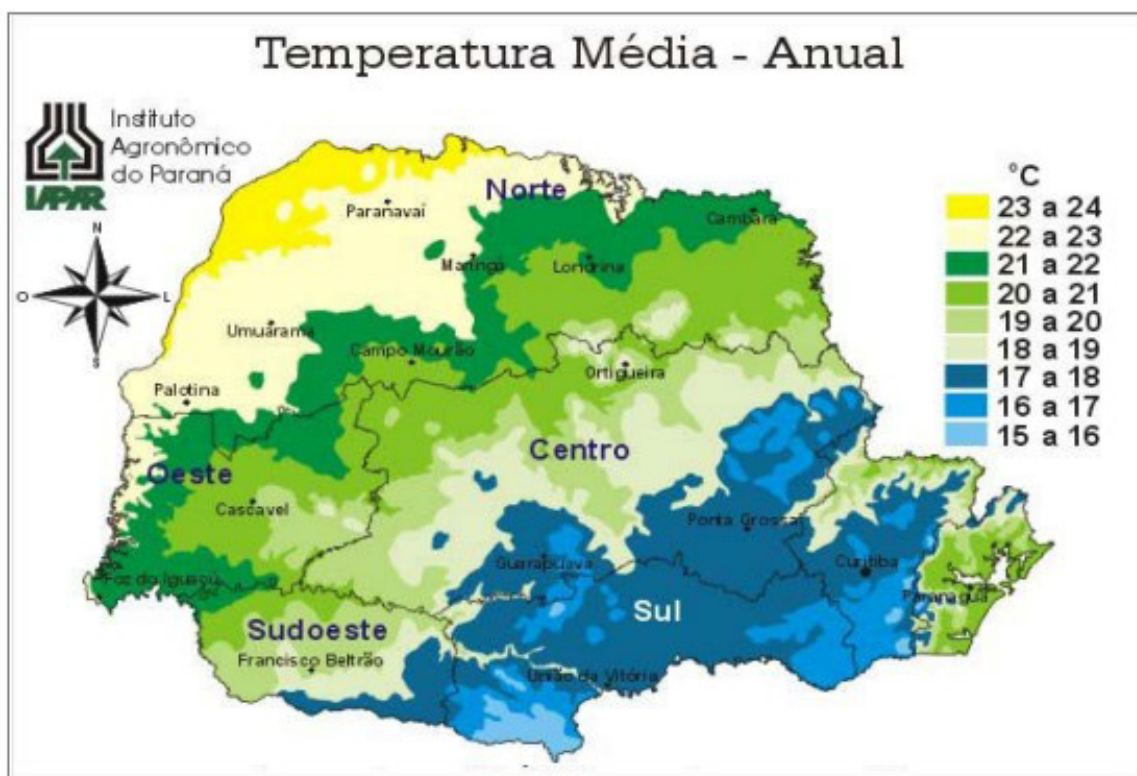 Temperatura Média - Anual
Instituto
Agronômico
do Paraná
IAPAR
N
O
L
S
°C
23 a 24
22 a 23
21 a 22
20 a 21
19 a 20
18 a 19
17 a 18
16 a 17
15 a 16
Norte
Paranavaí
Cambará
Maringá
Londrina
Umuarama
Campo Mourão
Ortigueira
Palotina
Centro
Oeste
Cascavel
Ponta Grossa
Guarapuava
Curitiba
Foz do Iguaçu
Paranaguá
Sul
Sudoeste
Francisco Beltrão
União da Vitória